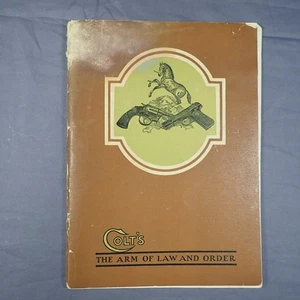 COLT'S
THE ARM OF LAW AND ORDER